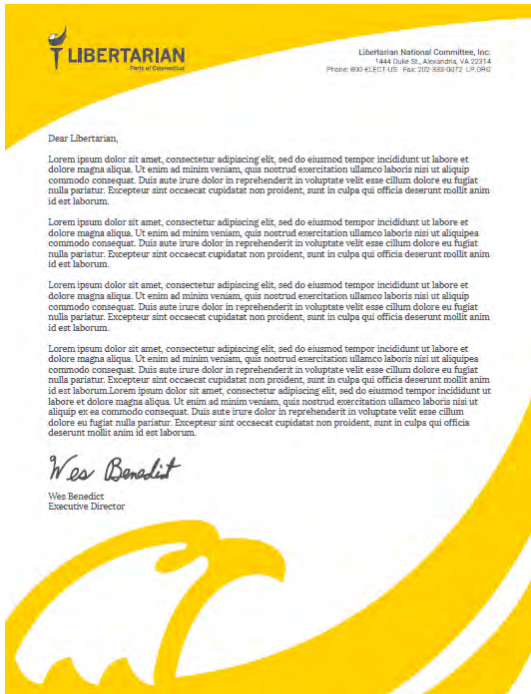 LIBERTARIAN
Party of Connecticut
Libertarian National Committee, Inc.
1444 Duke St., Alexandria, VA 22314
Phone: 800-ELECT-US Fax: 202-333-0072 LP.ORG
Dear Libertarian,
Lorem ipsum dolor sit amet, consectetur adipiscing elit, sed do eiusmod tempor incididunt ut labore et
dolore magna aliqua. Ut enim ad minim veniam, quis nostrud exercitation ullamco laboris nisi ut aliquip
commodo consequat. Duis aute irure dolor in reprehenderit in voluptate velit esse cillum dolore eu fugiat
nulla pariatur. Excepteur sint occaecat cupidatat non proident, sunt in culpa qui officia deserunt mollit anim
id est laborum.
Lorem ipsum dolor sit amet, consectetur adipiscing elit, sed do eiusmod tempor incididunt ut labore et
dolore magna aliqua. Ut enim ad minim veniam, quis nostrud exercitation ullamco laboris nisi ut aliquipea
commodo consequat. Duis aute irure dolor in reprehenderit in voluptate velit esse cillum dolore eu fugiat
nulla pariatur. Excepteur sint occaecat cupidatat non proident, sunt in culpa qui officia deserunt mollit anim
id est laborum.
Lorem ipsum dolor sit amet, consectetur adipiscing elit, sed do eiusmod tempor incididunt ut labore et
dolore magna aliqua. Ut enim ad minim veniam, quis nostrud exercitation ullamco laboris nisi ut aliquip
commodo consequat. Duis aute irure dolor in reprehenderit in voluptate velit esse cillum dolore eu fugiat
nulla pariatur. Excepteur sint occaecat cupidatat non proident, sunt in culpa qui officia deserunt mollit anim
id est laborum.
Lorem ipsum dolor sit amet, consectetur adipiscing elit, sed do eiusmod tempor incididunt ut labore et
dolore magna aliqua. Ut enim ad minim veniam, quis nostrud exercitation ullamco laboris nisi ut aliquipea
commodo consequat. Duis aute irure dolor in reprehenderit in voluptate velit esse cillum dolore eu fugiat
nulla pariatur. Excepteur sint occaecat cupidatat non proident, sunt in culpa qui officia deserunt mollit anim
id est laborum.Lorem ipsum dolor sit amet, consectetur adipiscing elit, sed do eiusmod tempor incididunt ut
labore et dolore magna aliqua. Ut enim ad minim veniam, quis nostrud exercitation ullamco laboris nisi ut
aliquip ex ea commodo consequat. Duis aute irure dolor in reprehenderit in voluptate velit esse cillum
dolore eu fugiat nulla pariatur. Excepteur sint occaecat cupidatat non proident, sunt in culpa qui officia
deserunt mollit anim id est laborum.
Wes Benedict
Wes Benedict
Executive Director